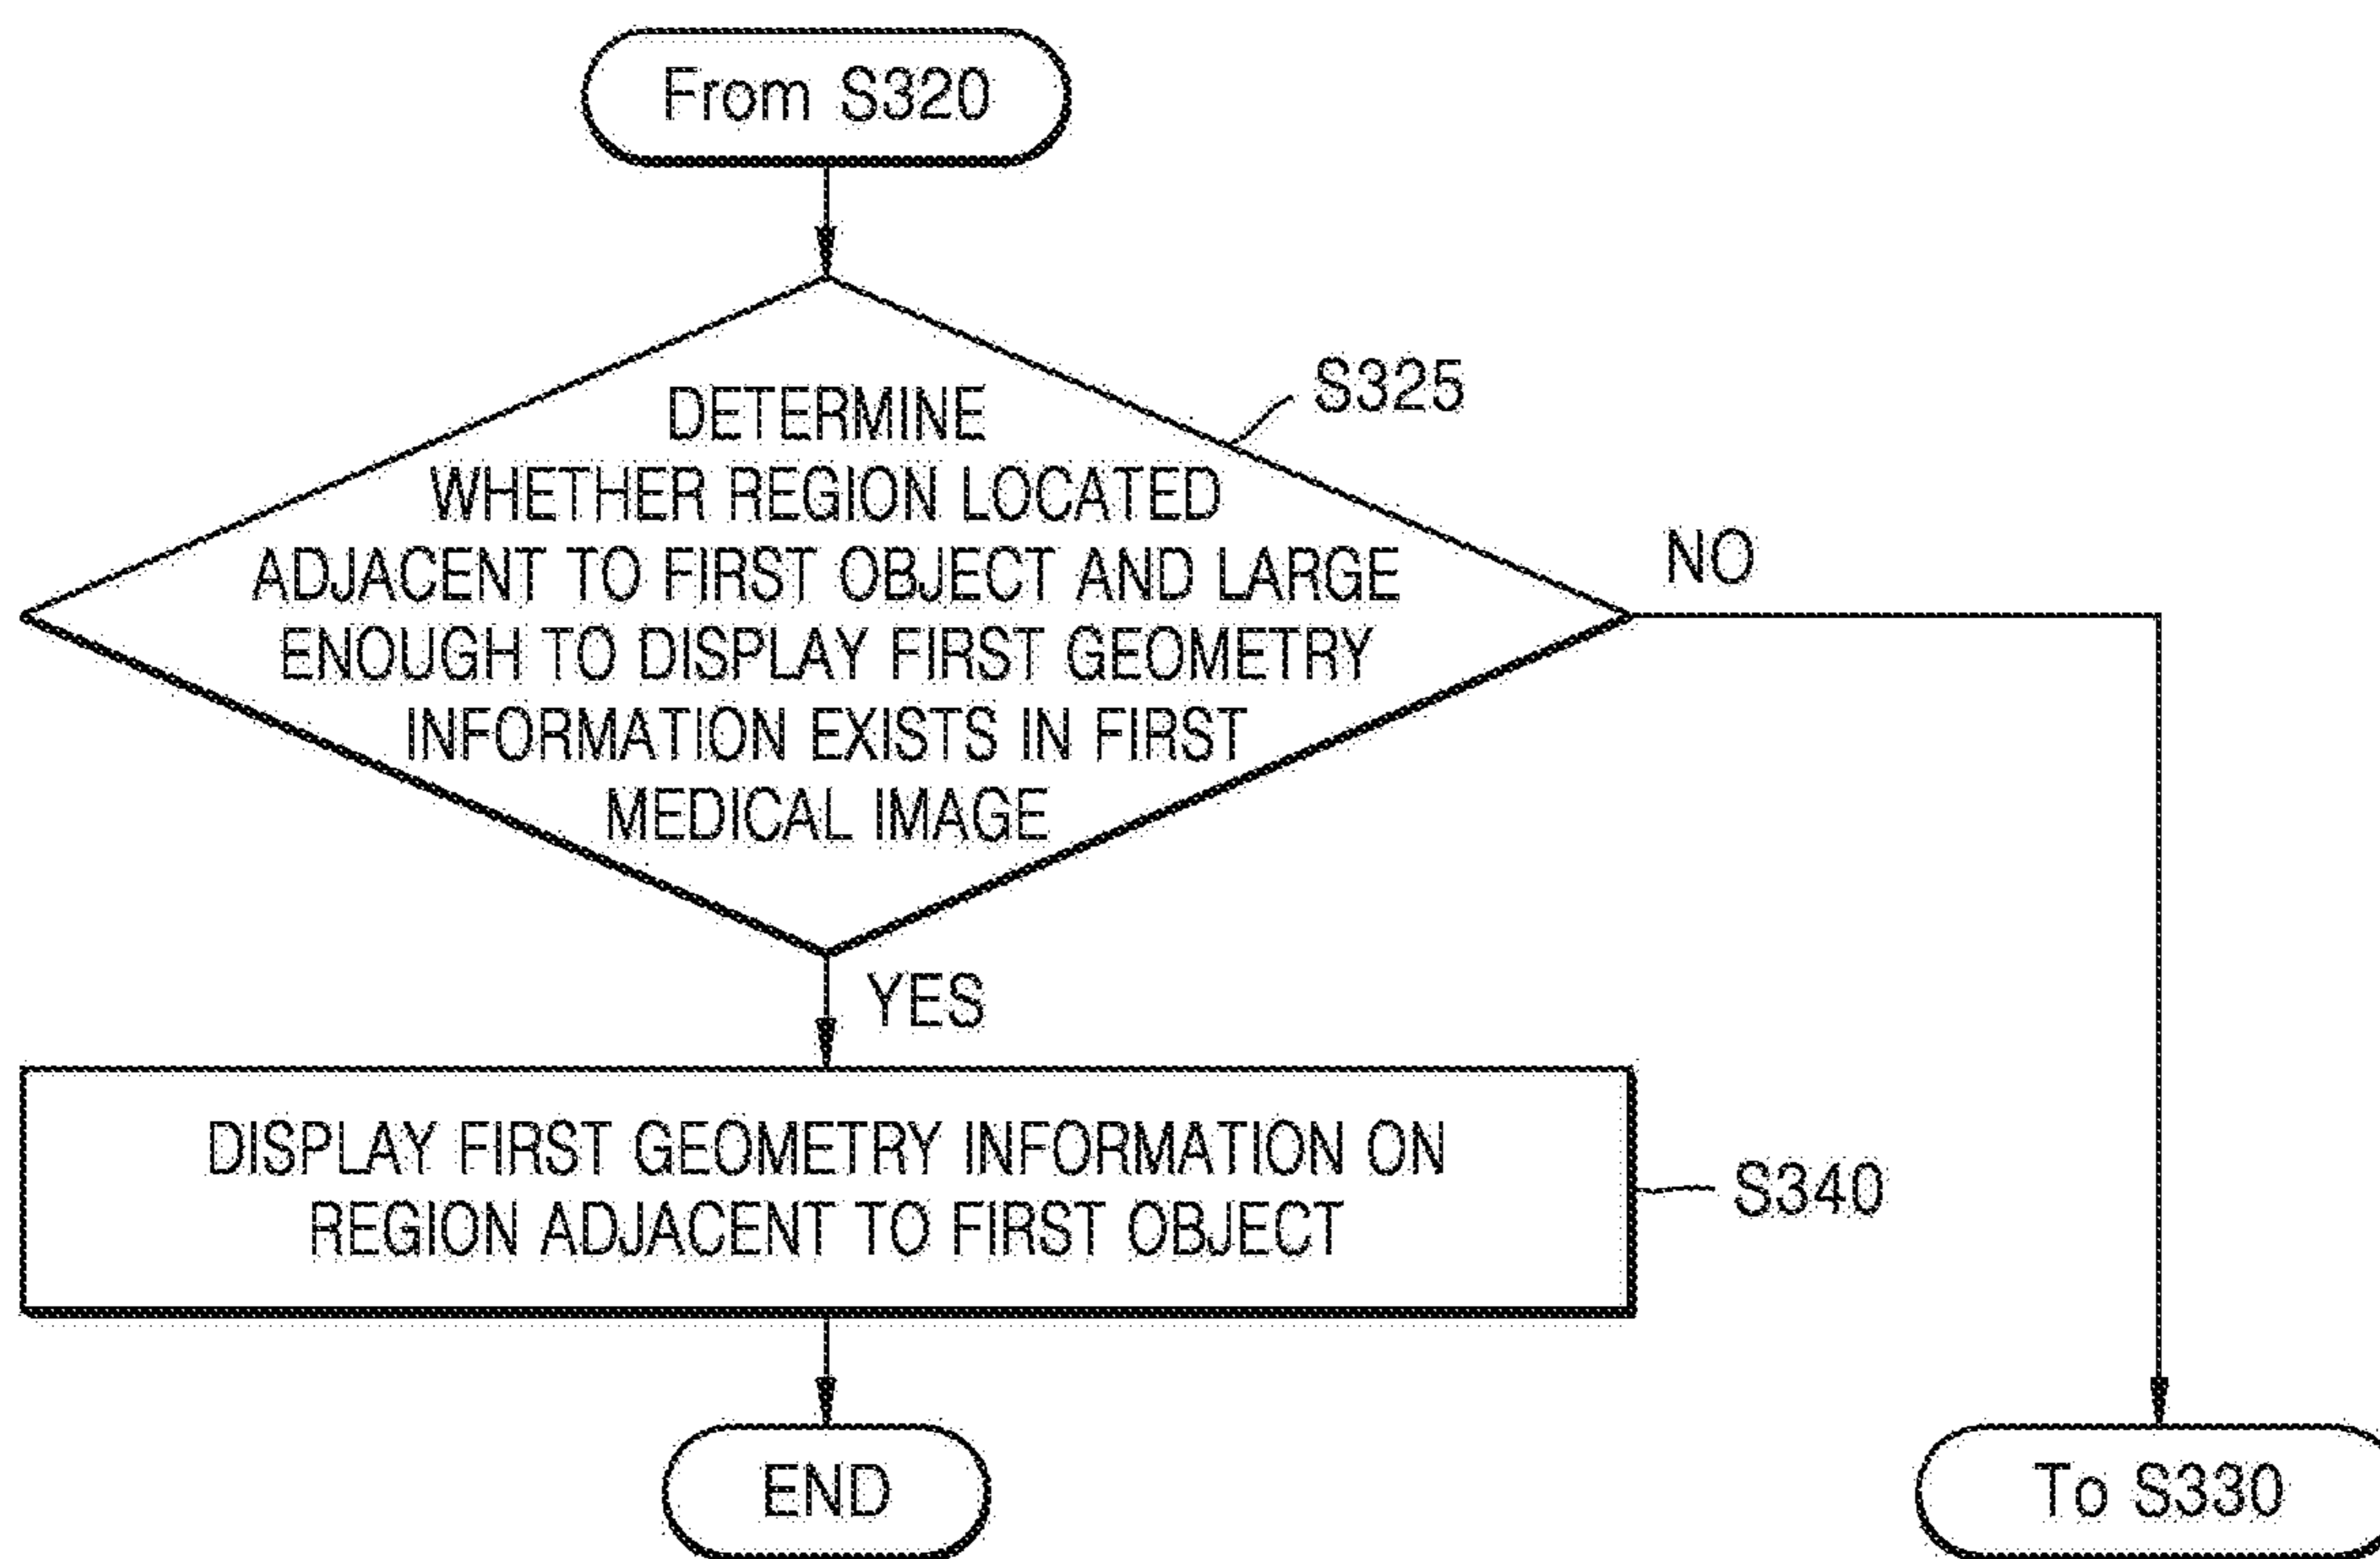 From S320
DETERMINE
WHETHER REGION LOCATED
ADJACENT TO FIRST OBJECT AND LARGE
ENOUGH TO DISPLAY FIRST GEOMETRY
INFORMATION EXISTS IN FIRST
MEDICAL IMAGE
S325
NO
YES
DISPLAY FIRST GEOMETRY INFORMATION ON
REGION ADJACENT TO FIRST OBJECT
S340
END
To S330